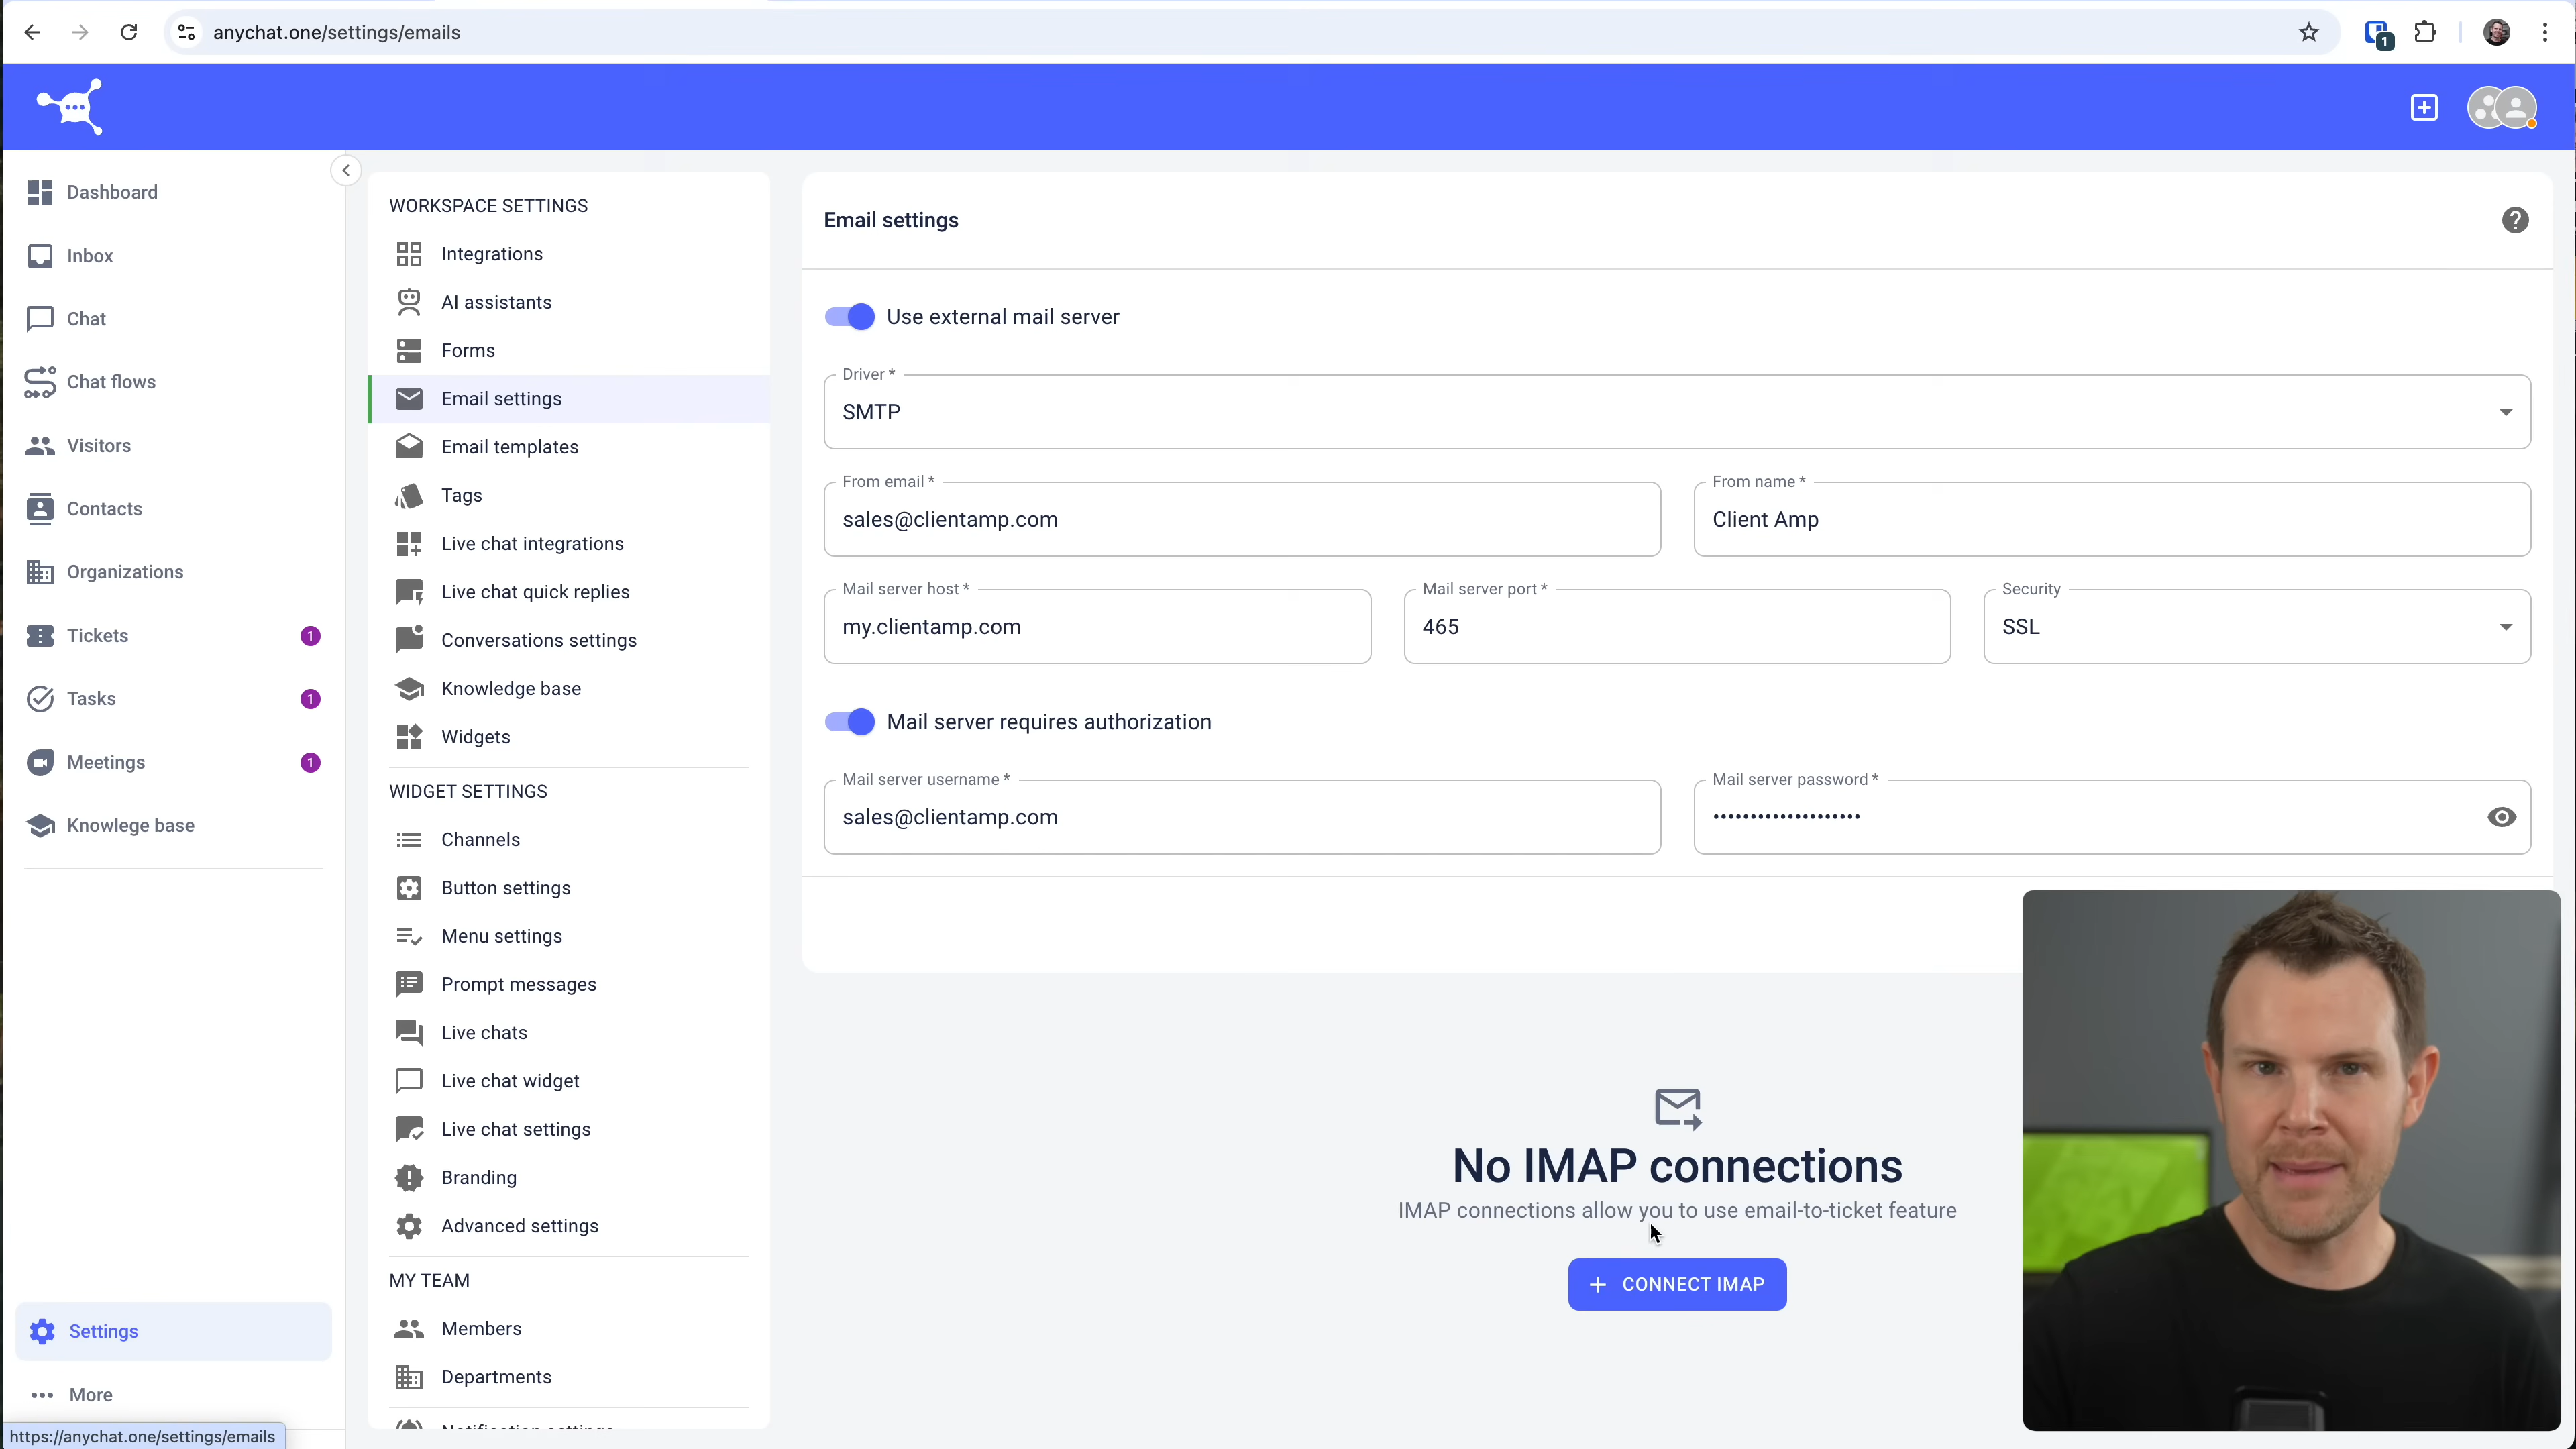 anychat.one/settings/emails
1
Dashboard
Inbox
Chat
Chat flows
Visitors
Contacts
Organizations
Tickets 1
Tasks 1
Meetings 1
Knowlege base
Settings
More
https://anychat.one/settings/emails
WORKSPACE SETTINGS
Integrations
AI assistants
Forms
Email settings
Email templates
Tags
Live chat integrations
Live chat quick replies
Conversations settings
Knowledge base
Widgets
WIDGET SETTINGS
Channels
Button settings
Menu settings
Prompt messages
Live chats
Live chat widget
Live chat settings
Branding
Advanced settings
MY TEAM
Members
Departments
Email settings
Use external mail server
Driver *
SMTP
From email *
sales@clientamp.com
From name *
Client Amp
Mail server host *
my.clientamp.com
Mail server port *
465
Security
SSL
Mail server requires authorization
Mail server username *
sales@clientamp.com
Mail server password *
••••••••••••••••••••
No IMAP connections
IMAP connections allow you to use email-to-ticket feature
+ CONNECT IMAP